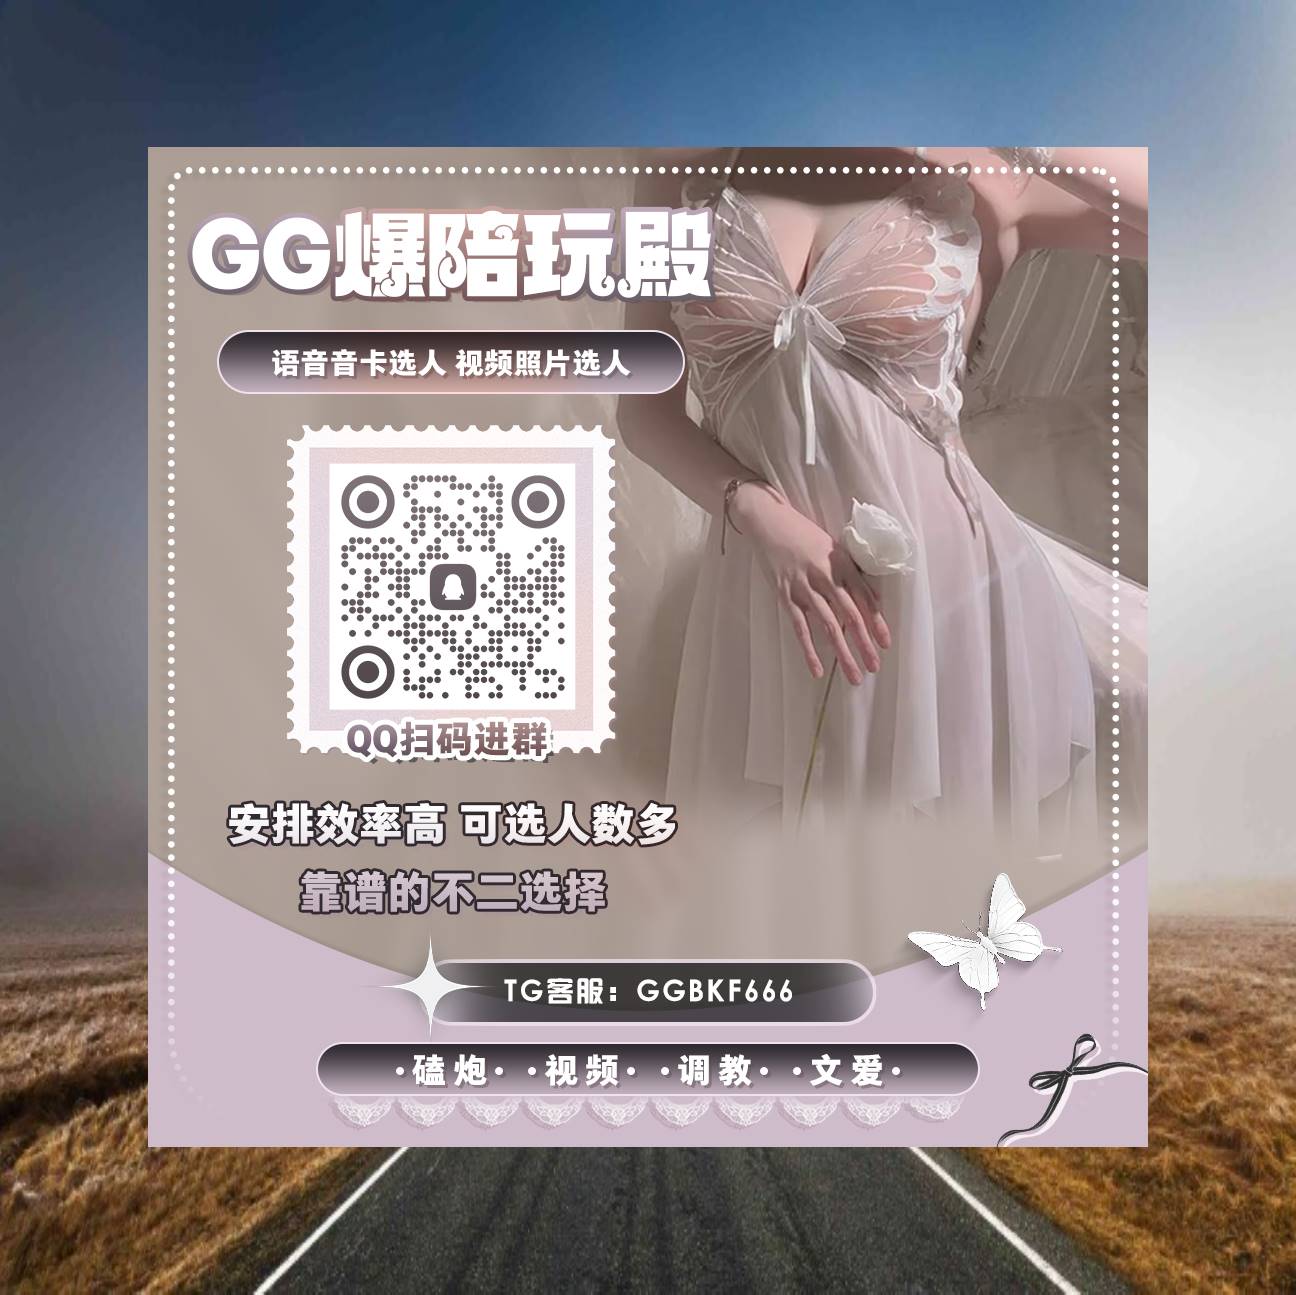 GG爆陪玩殿
语音音卡选人 视频照片选人
QQ扫码进群
安排效率高 可选人数多
靠谱的不二选择
TG客服：GGBKF666
·磕炮· ·视频· ·调教· ·文爱·